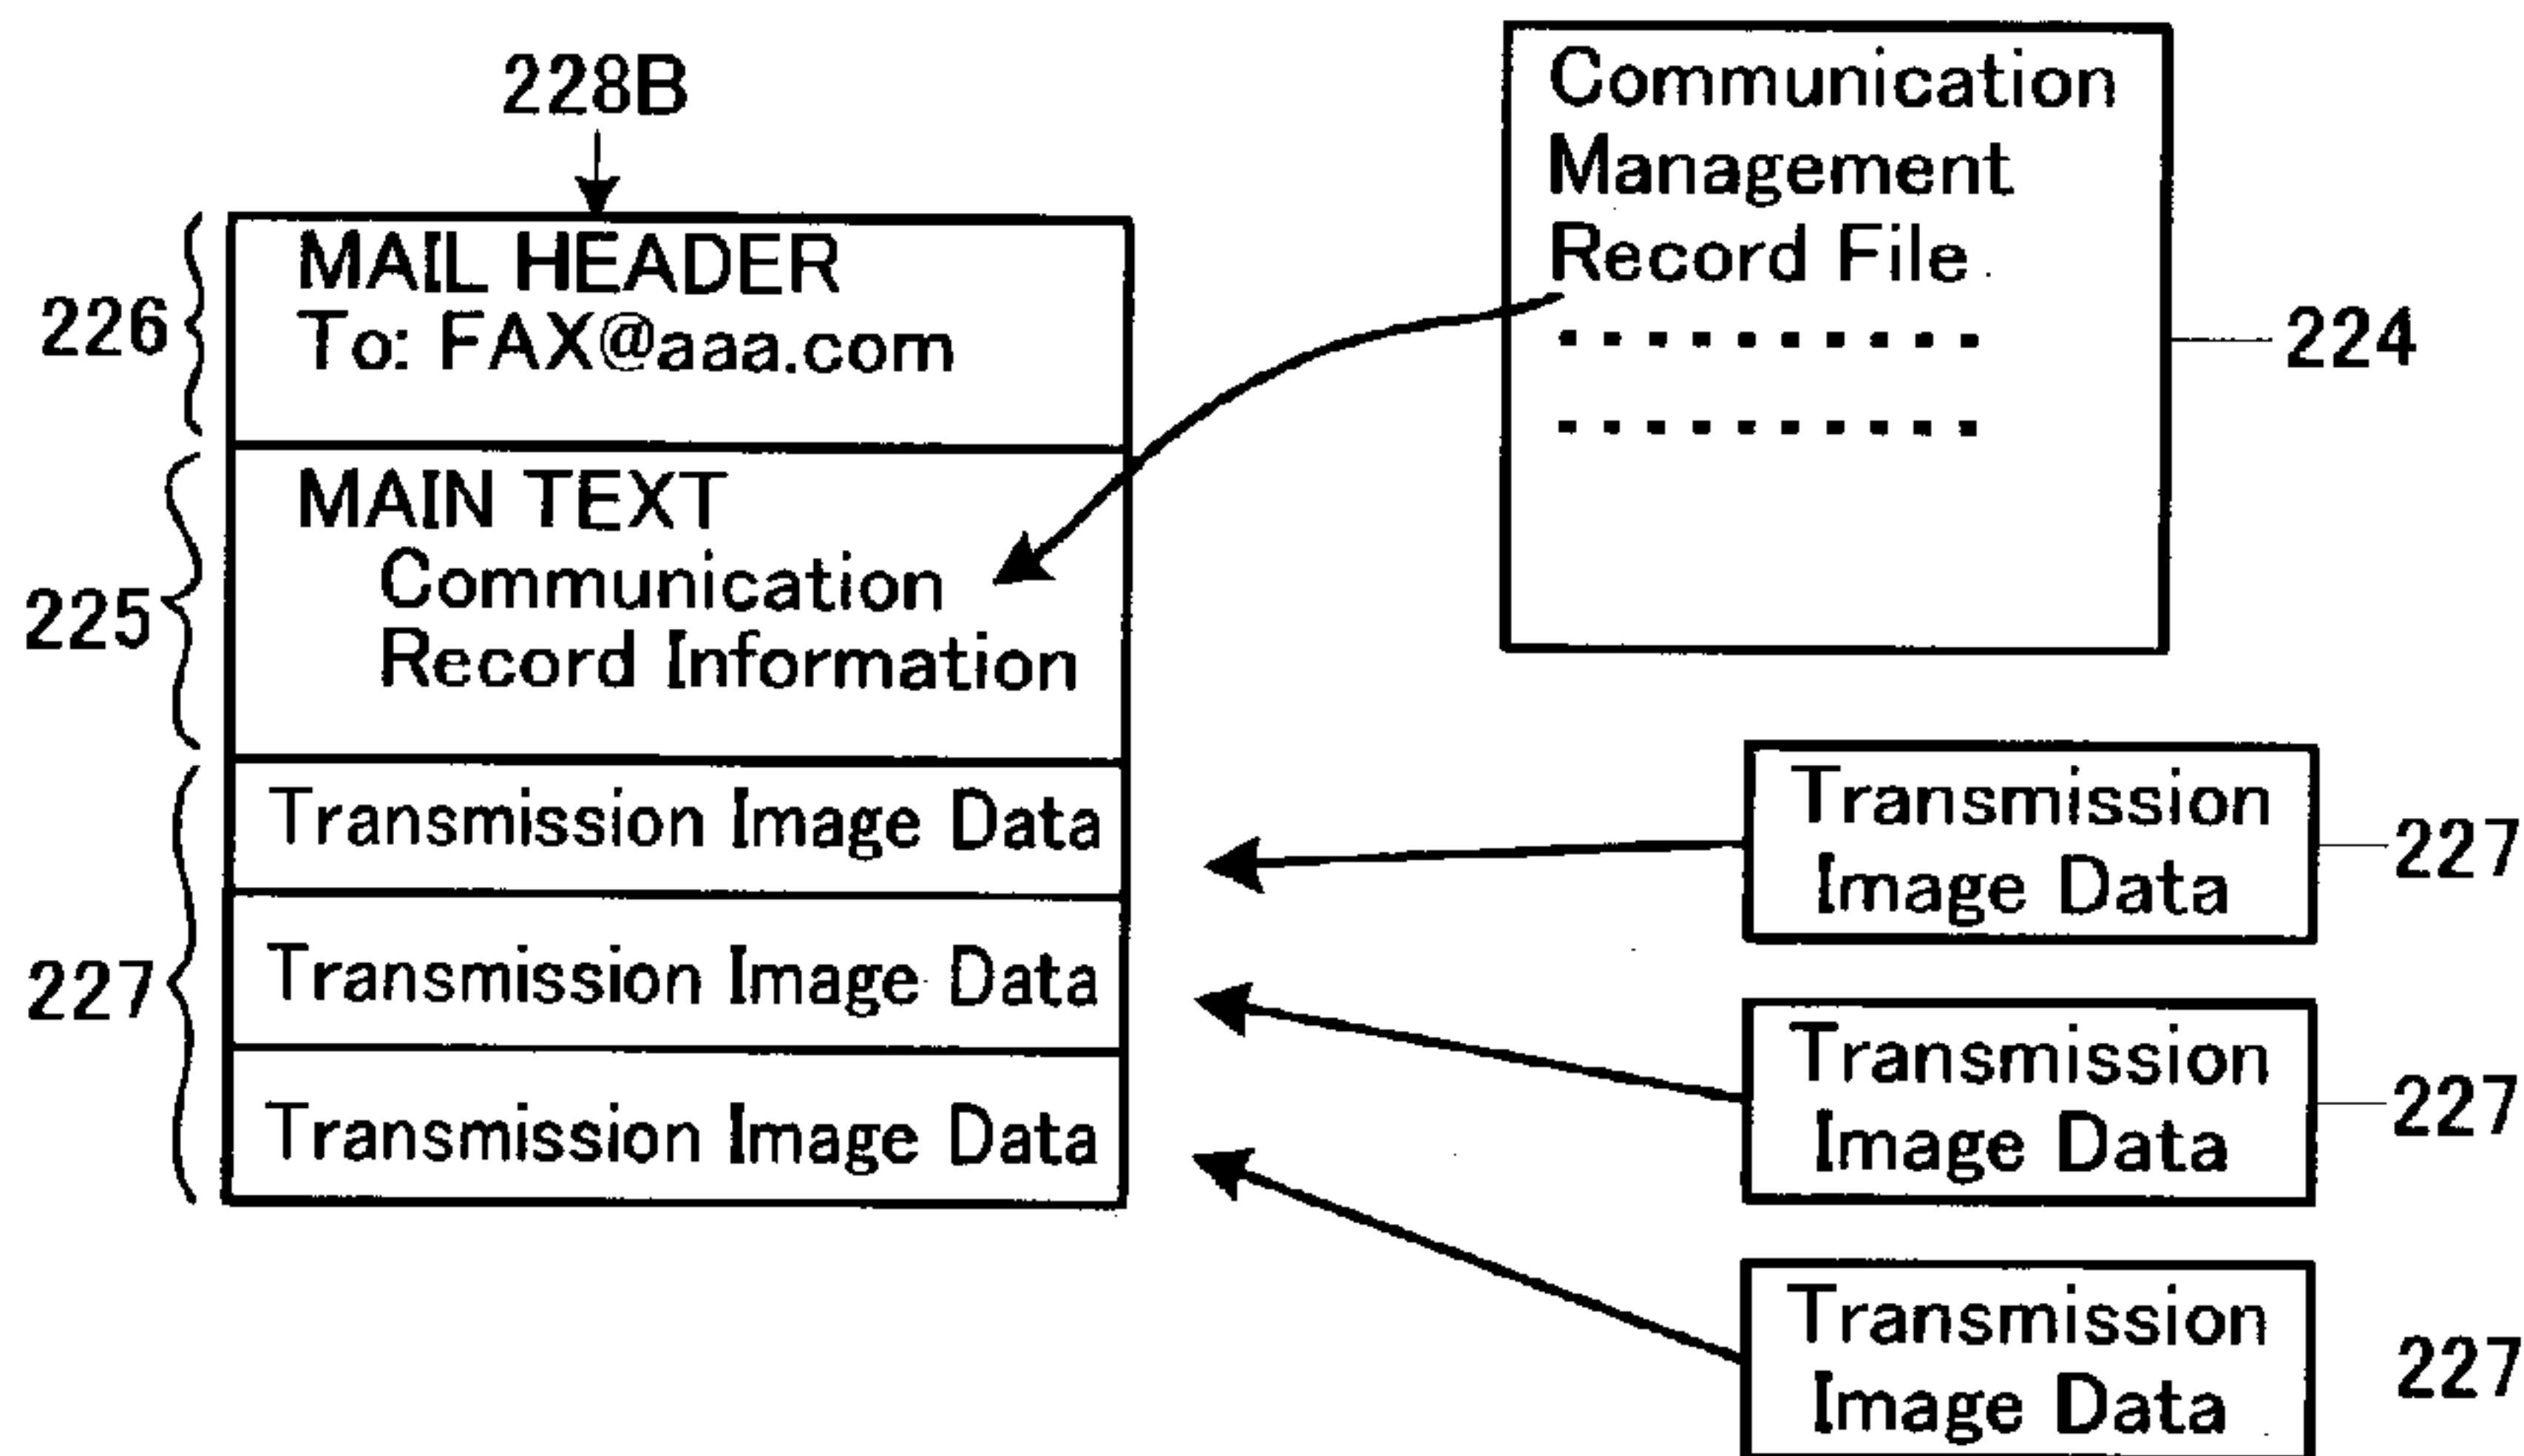 228B
226
MAIL HEADER
To: FAX@aaa.com
225
MAIN TEXT
Communication
Record Information
227
Transmission Image Data
Transmission Image Data
Transmission Image Data
Communication
Management
Record File
224
Transmission
Image Data
227
Transmission
Image Data
227
Transmission
Image Data
227